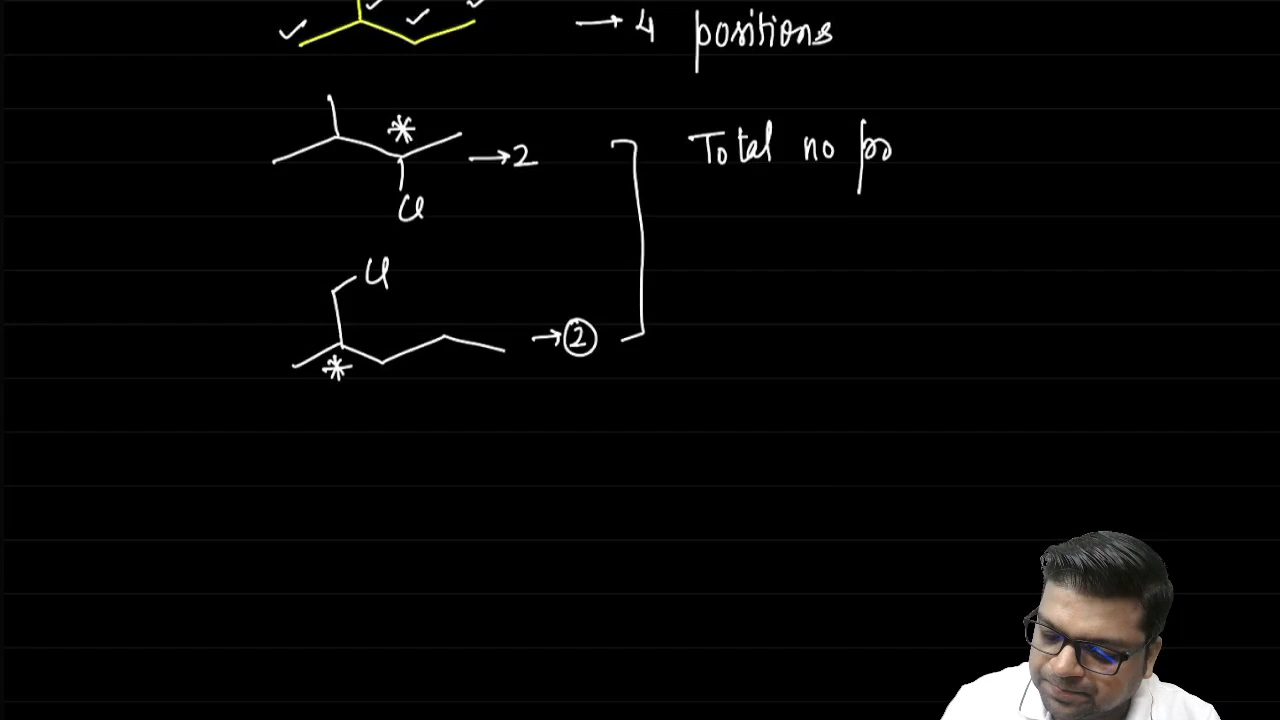 → 4 positions
* →2
Total no po
Cl
Cl
→②
*